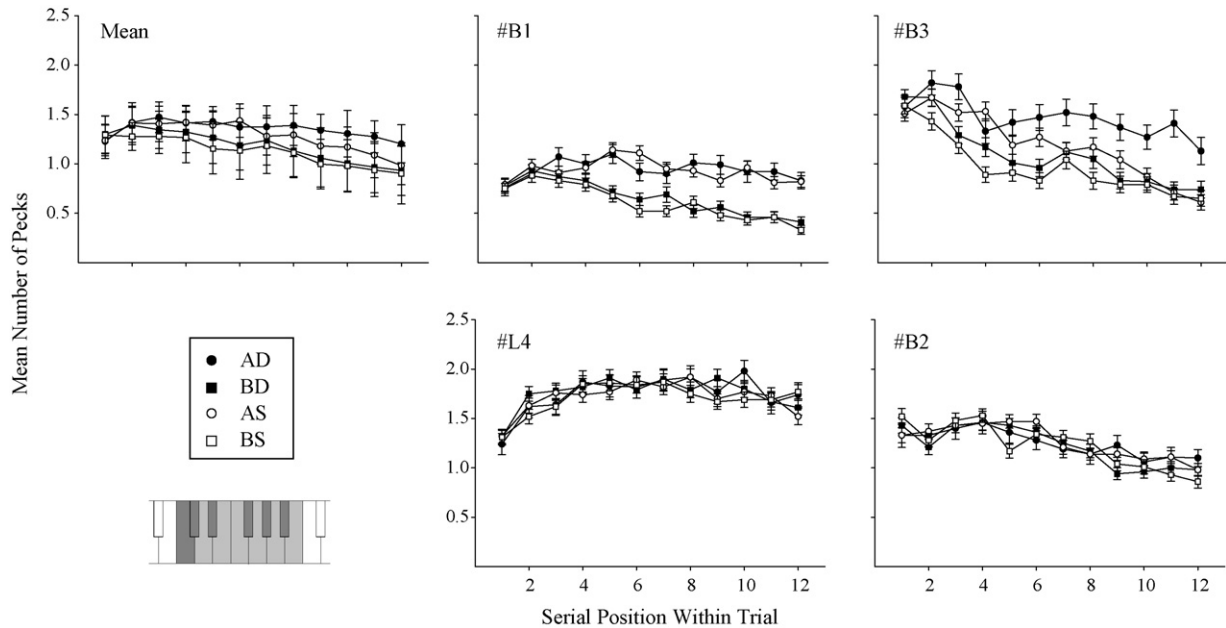 Mean Number of Pecks
2.5
2.0
1.5
1.0
0.5
Mean
#B1
#B3
AD
BD
AS
BS
2.5
2.0
1.5
1.0
0.5
#L4
#B2
2 4 6 8 10 12
2 4 6 8 10 12
Serial Position Within Trial